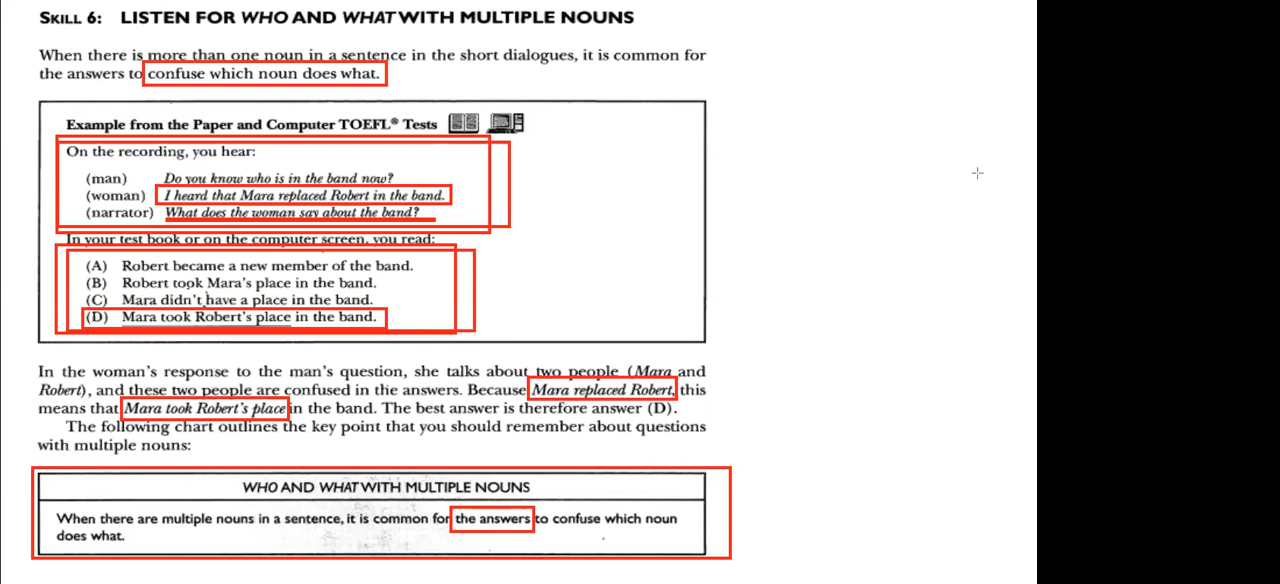 SKILL 6: LISTEN FOR WHO AND WHAT WITH MULTIPLE NOUNS
When there is more than one noun in a sentence in the short dialogues, it is common for
the answers to confuse which noun does what.
Example from the Paper and Computer TOEFL® Tests
On the recording, you hear:
(man) Do you know who is in the band now?
(woman) I heard that Mara replaced Robert in the band.
(narrator) What does the woman say about the band?
In your test book or on the computer screen, you read:
(A) Robert became a new member of the band.
(B) Robert took Mara's place in the band.
(C) Mara didn't have a place in the band.
(D) Mara took Robert's place in the band.
In the woman's response to the man's question, she talks about two people (Mara and
Robert), and these two people are confused in the answers. Because Mara replaced Robert, this
means that Mara took Robert's place in the band. The best answer is therefore answer (D).
The following chart outlines the key point that you should remember about questions
with multiple nouns:
WHO AND WHAT WITH MULTIPLE NOUNS
When there are multiple nouns in a sentence, it is common for the answers to confuse which noun
does what.